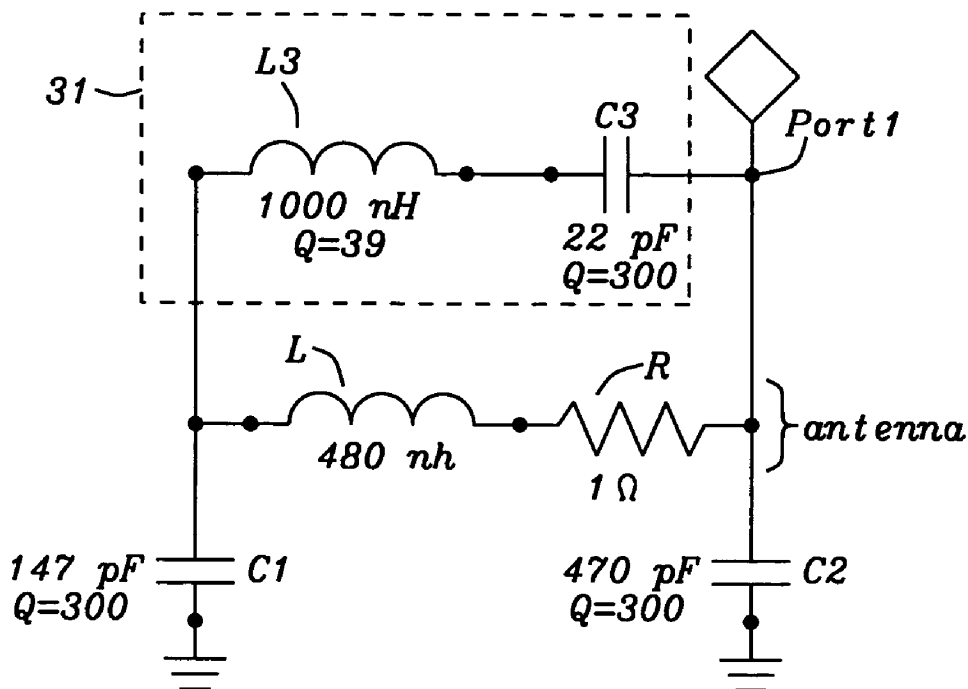 L3
31
C3
Port1
1000 nH
Q=39
22 pF
Q=300
L
R
480 nh
1 Ω
antenna
147 pF
Q=300
C1
470 pF
Q=300
C2